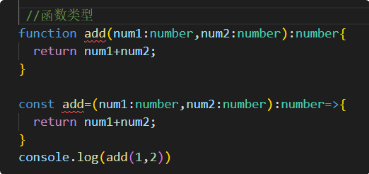 //函数类型
function add(num1:number,num2:number):number{
  return num1+num2;
}

const add=(num1:number,num2:number):number=>{
  return num1+num2;
}
console.log(add(1,2))